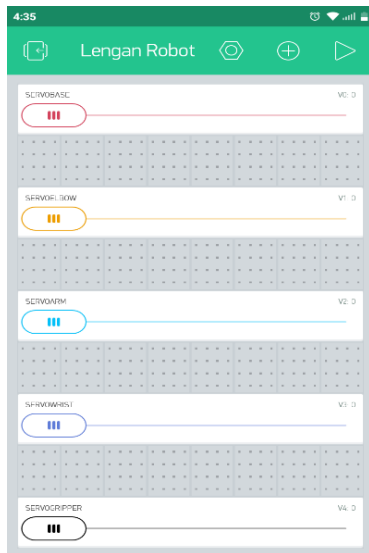 4:35
Lengan Robot
SERVOBASE V0: 0
SERVOELBOW V1: 0
SERVOARM V2: 0
SERVOWRIST V3: 0
SERVOGRIPPER V4: 0